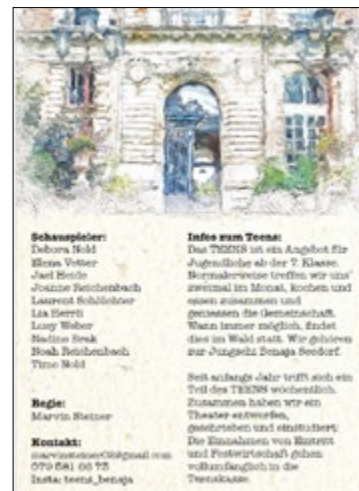 Schauspieler:
Debora Nold
Elena Vetter
Jael Heide
Joanne Reichenbach
Laurent Schlüchter
Lia Herrli
Lusy Weber
Nadine Brak
Noah Reichenbach
Timo Nold
Regie:
Marvin Steiner
Kontakt:
079 581 06 73
Insta: teens_benaja
Infos zum Teens:
Das TEENS ist ein Angebot für
Jugendliche ab der 7. Klasse.
Normalerweise treffen wir uns
zweimal im Monat, kochen und
essen zusammen und
geniessen die Gemeinschaft.
Wann immer möglich, findet
dies im Wald statt. Wir gehören
zur Jungschi Benaja Seedorf.
Seit anfangs Jahr trifft sich ein
Teil des TEENS wöchentlich.
Zusammen haben wir ein
Theater entworfen,
geschrieben und einstudiert!
Die Einnahmen von Eintritt
und Festwirtschaft gehen
vollumfänglich in die
Teenskasse.